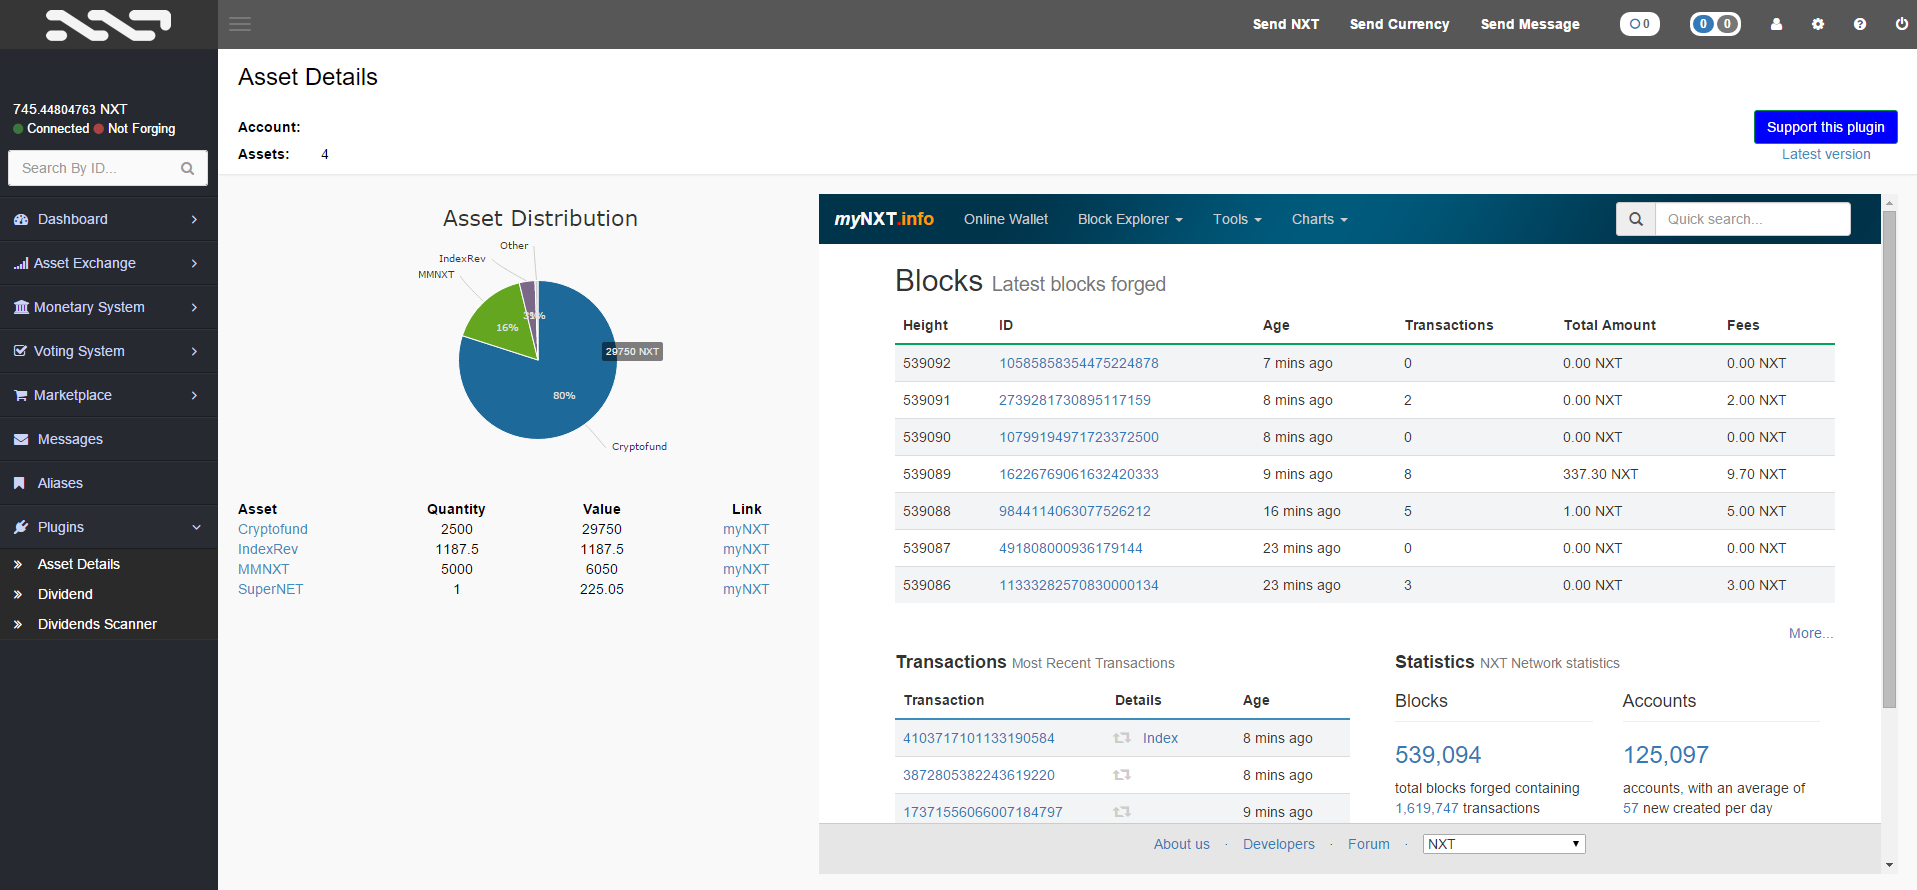 NXT
Send NXT
Send Currency
Send Message
0
0 0
745.44804763 NXT
Connected Not Forging
Search By ID...
Dashboard
Asset Exchange
Monetary System
Voting System
Marketplace
Messages
Aliases
Plugins
Asset Details
Dividend
Dividends Scanner
Asset Details
Account:
Assets: 4
Support this plugin
Latest version
Asset Distribution
Other
IndexRev
MMNXT
16%
29750 NXT
80%
Cryptofund
Asset Quantity Value Link
Cryptofund 2500 29750 myNXT
IndexRev 1187.5 1187.5 myNXT
MMNXT 5000 6050 myNXT
SuperNET 1 225.05 myNXT
myNXT.info Online Wallet Block Explorer Tools Charts Quick search...
Blocks Latest blocks forged
Height ID Age Transactions Total Amount Fees
539092 10585858354475224878 7 mins ago 0 0.00 NXT 0.00 NXT
539091 2739281730895117159 8 mins ago 2 0.00 NXT 2.00 NXT
539090 10799194971723372500 8 mins ago 0 0.00 NXT 0.00 NXT
539089 16226769061632420333 9 mins ago 8 337.30 NXT 9.70 NXT
539088 9844114063077526212 16 mins ago 5 1.00 NXT 5.00 NXT
539087 491808000936179144 23 mins ago 0 0.00 NXT 0.00 NXT
539086 11333282570830000134 23 mins ago 3 0.00 NXT 3.00 NXT
More...
Transactions Most Recent Transactions
Transaction Details Age
4103717101133190584 Index 8 mins ago
3872805382243619220 8 mins ago
17371556066007184797 9 mins ago
Statistics NXT Network statistics
Blocks
539,094
total blocks forged containing
1,619,747 transactions
Accounts
125,097
accounts, with an average of
57 new created per day
About us · Developers · Forum · NXT